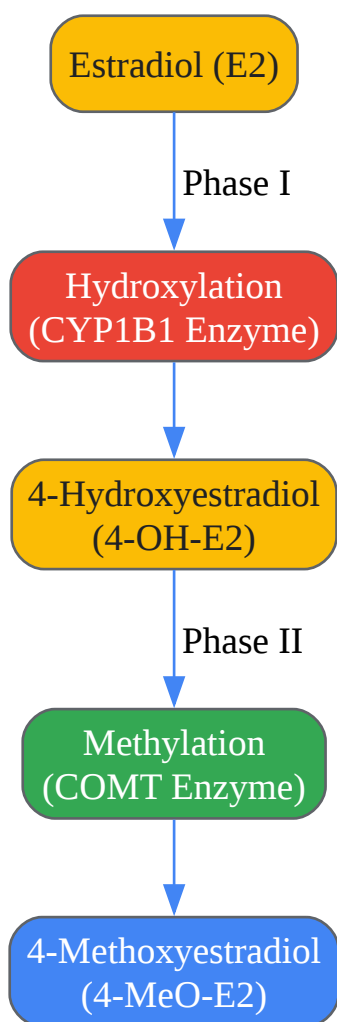 Estradiol (E2)
Phase I
Hydroxylation
(CYP1B1 Enzyme)
4-Hydroxyestradiol
(4-OH-E2)
Phase II
Methylation
(COMT Enzyme)
4-Methoxyestradiol
(4-MeO-E2)